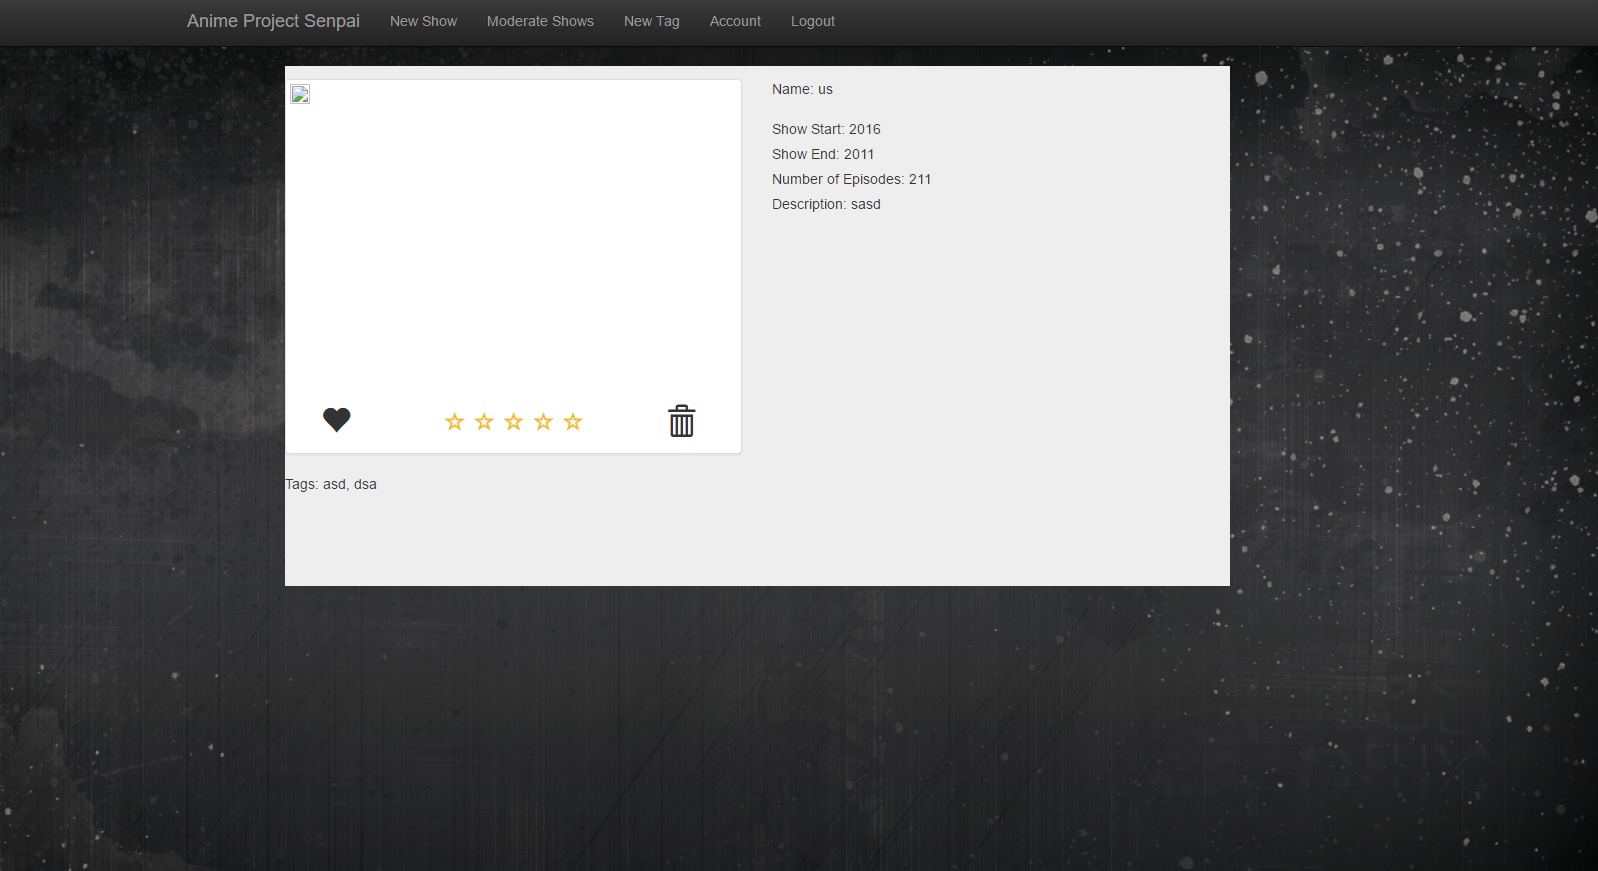 Anime Project Senpai New Show Moderate Shows New Tag Account Logout
Name: us
Show Start: 2016
Show End: 2011
Number of Episodes: 211
Description: sasd
Tags: asd, dsa